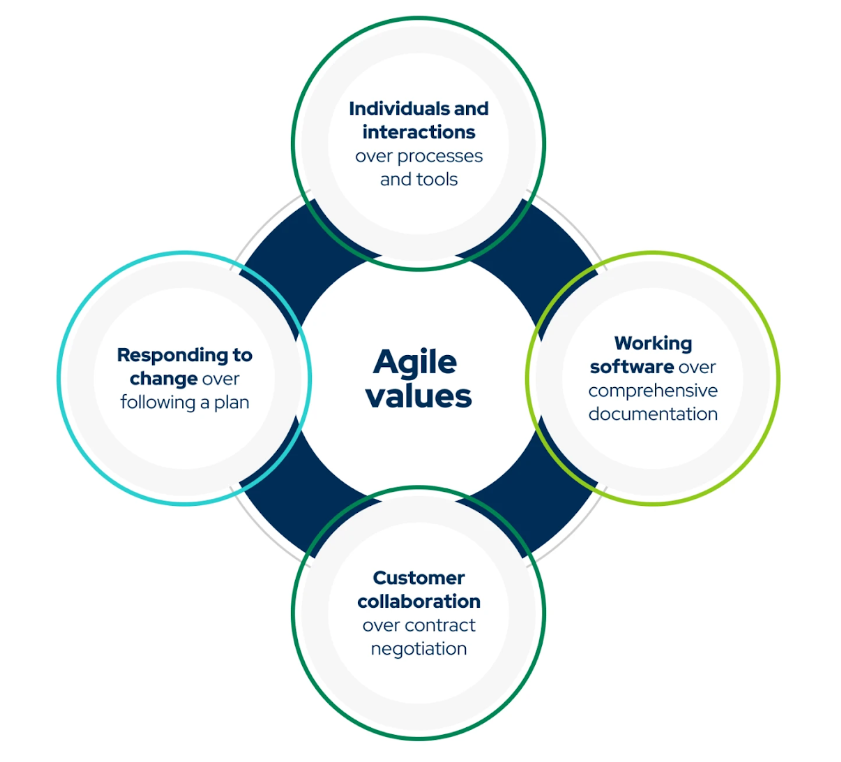 Individuals and
interactions
over processes
and tools
Responding to
change over
following a plan
Agile
values
Working
software over
comprehensive
documentation
Customer
collaboration
over contract
negotiation